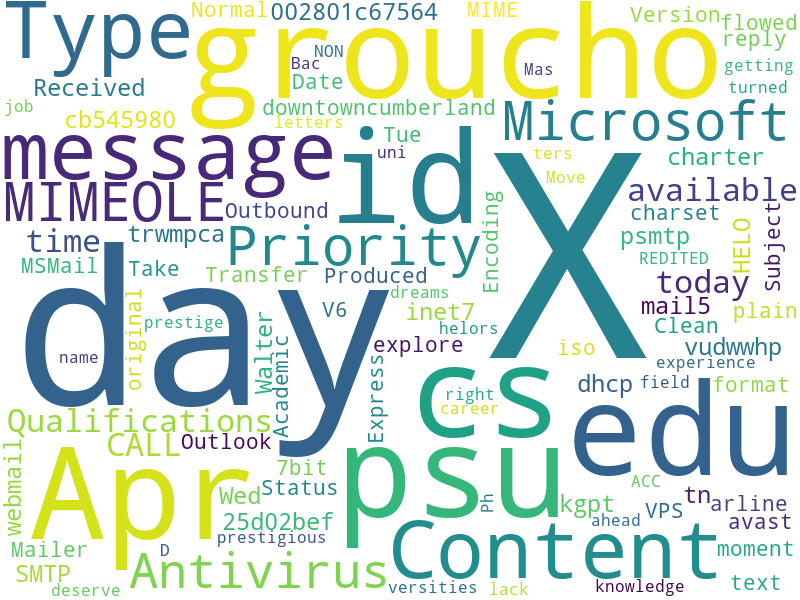 Normal
002801c67564
MIME
Version
flowed
Type
groucho
NON
Bac
Mas
reply
getting
Received
Date
turned
job
cb545980
downtowncumberland
letters
Tue
Microsoft
message
id
uni
X
ters
Move
charter
MIMEOLE
Outbound
available
time
trwmpca
Priority
Encoding
charset
psmtp
HELO
Subject
MSMail
Take
Transfer
Produced
REDITED
today
day
original
prestige
dreams
V6
inet7
mail5
plain
Clean
helors
name
Walter
Academic
explore
iso
vudwwhp
experience
Express
cs
right
career
dhcp
field
format
edu
Qualifications
CALL
Outlook
webmail
Apr
7bit
Wed
Status
psu
Ph
ACC
tn
kgpt
VPS
arline
25d02bef
ahead
avast
prestigious
Mailer
D
Content
moment
SMTP
Antivirus
deserve
versities
lack
knowledge
text